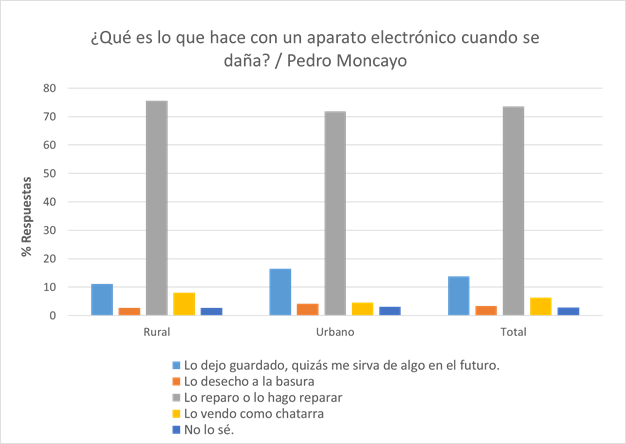 ¿Qué es lo que hace con un aparato electrónico cuando se
daña? / Pedro Moncayo
% Respuestas
80
70
60
50
40
30
20
10
0
Rural
Urbano
Total
Lo dejo guardado, quizás me sirva de algo en el futuro.
Lo desecho a la basura
Lo reparo o lo hago reparar
Lo vendo como chatarra
No lo sé.